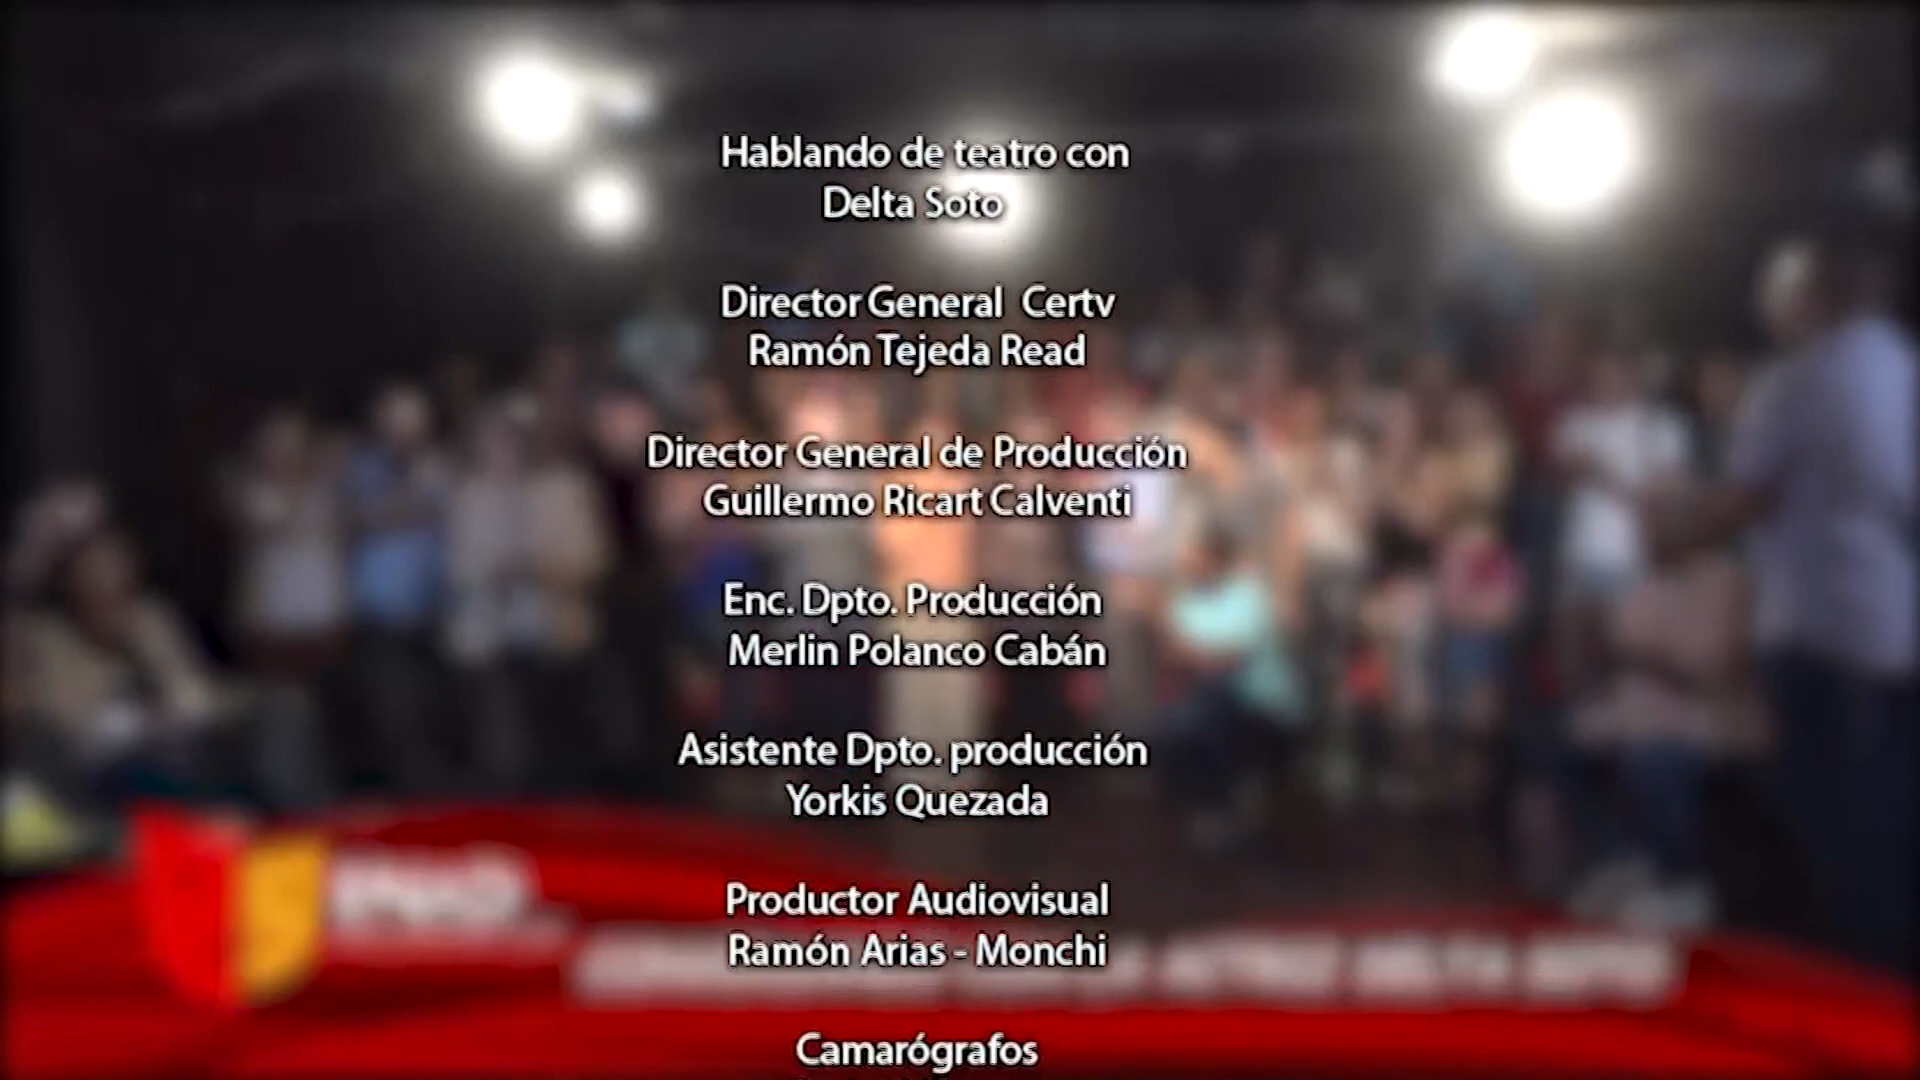 Hablando de teatro con
Delta Soto
Director General Certv
Ramón Tejeda Read
Director General de Producción
Guillermo Ricart Calventi
Enc. Dpto. Producción
Merlin Polanco Cabán
Asistente Dpto. producción
Yorkis Quezada
Productor Audiovisual
Ramón Arias - Monchi
Camarógrafos